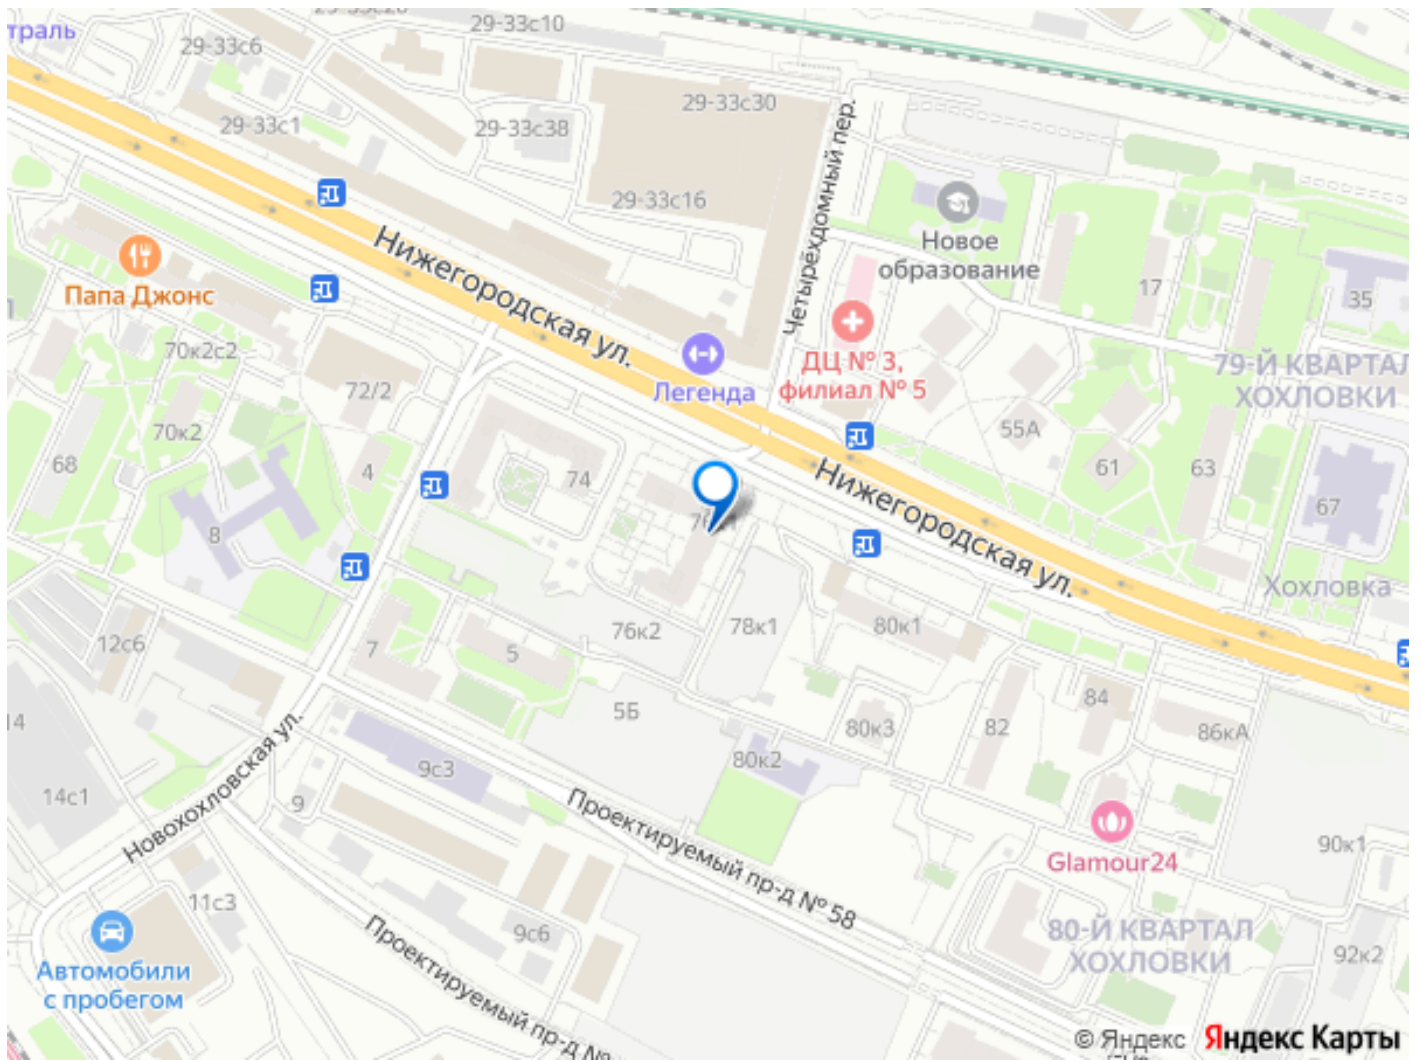 траль
29-33с6
29-33с10
29-33с30
29-33с1
29-33с38
29-33с16
Четырёхдомный пер.
Новое
образование
Нижегородская ул.
Папа Джонс
17
35
70к2с2
72/2
Легенда
ДЦ № 3,
филиал № 5
79-Й КВАРТАЛ
ХОХЛОВКИ
70к2
68
4
74
55А
61
63
67
Нижегородская ул.
8
Хохловка
12с6
7
5
76к2
78к1
80к1
14
5Б
80к3
82
84
86кА
80к2
9с3
14с1
9
Новохохловская ул.
Проектируемый пр-д № 58
Glamour24
90к1
11с3
9с6
80-Й КВАРТАЛ
ХОХЛОВКИ
92к2
Автомобили
с пробегом
Проектируемый пр-д №
© Яндекс Яндекс Карты